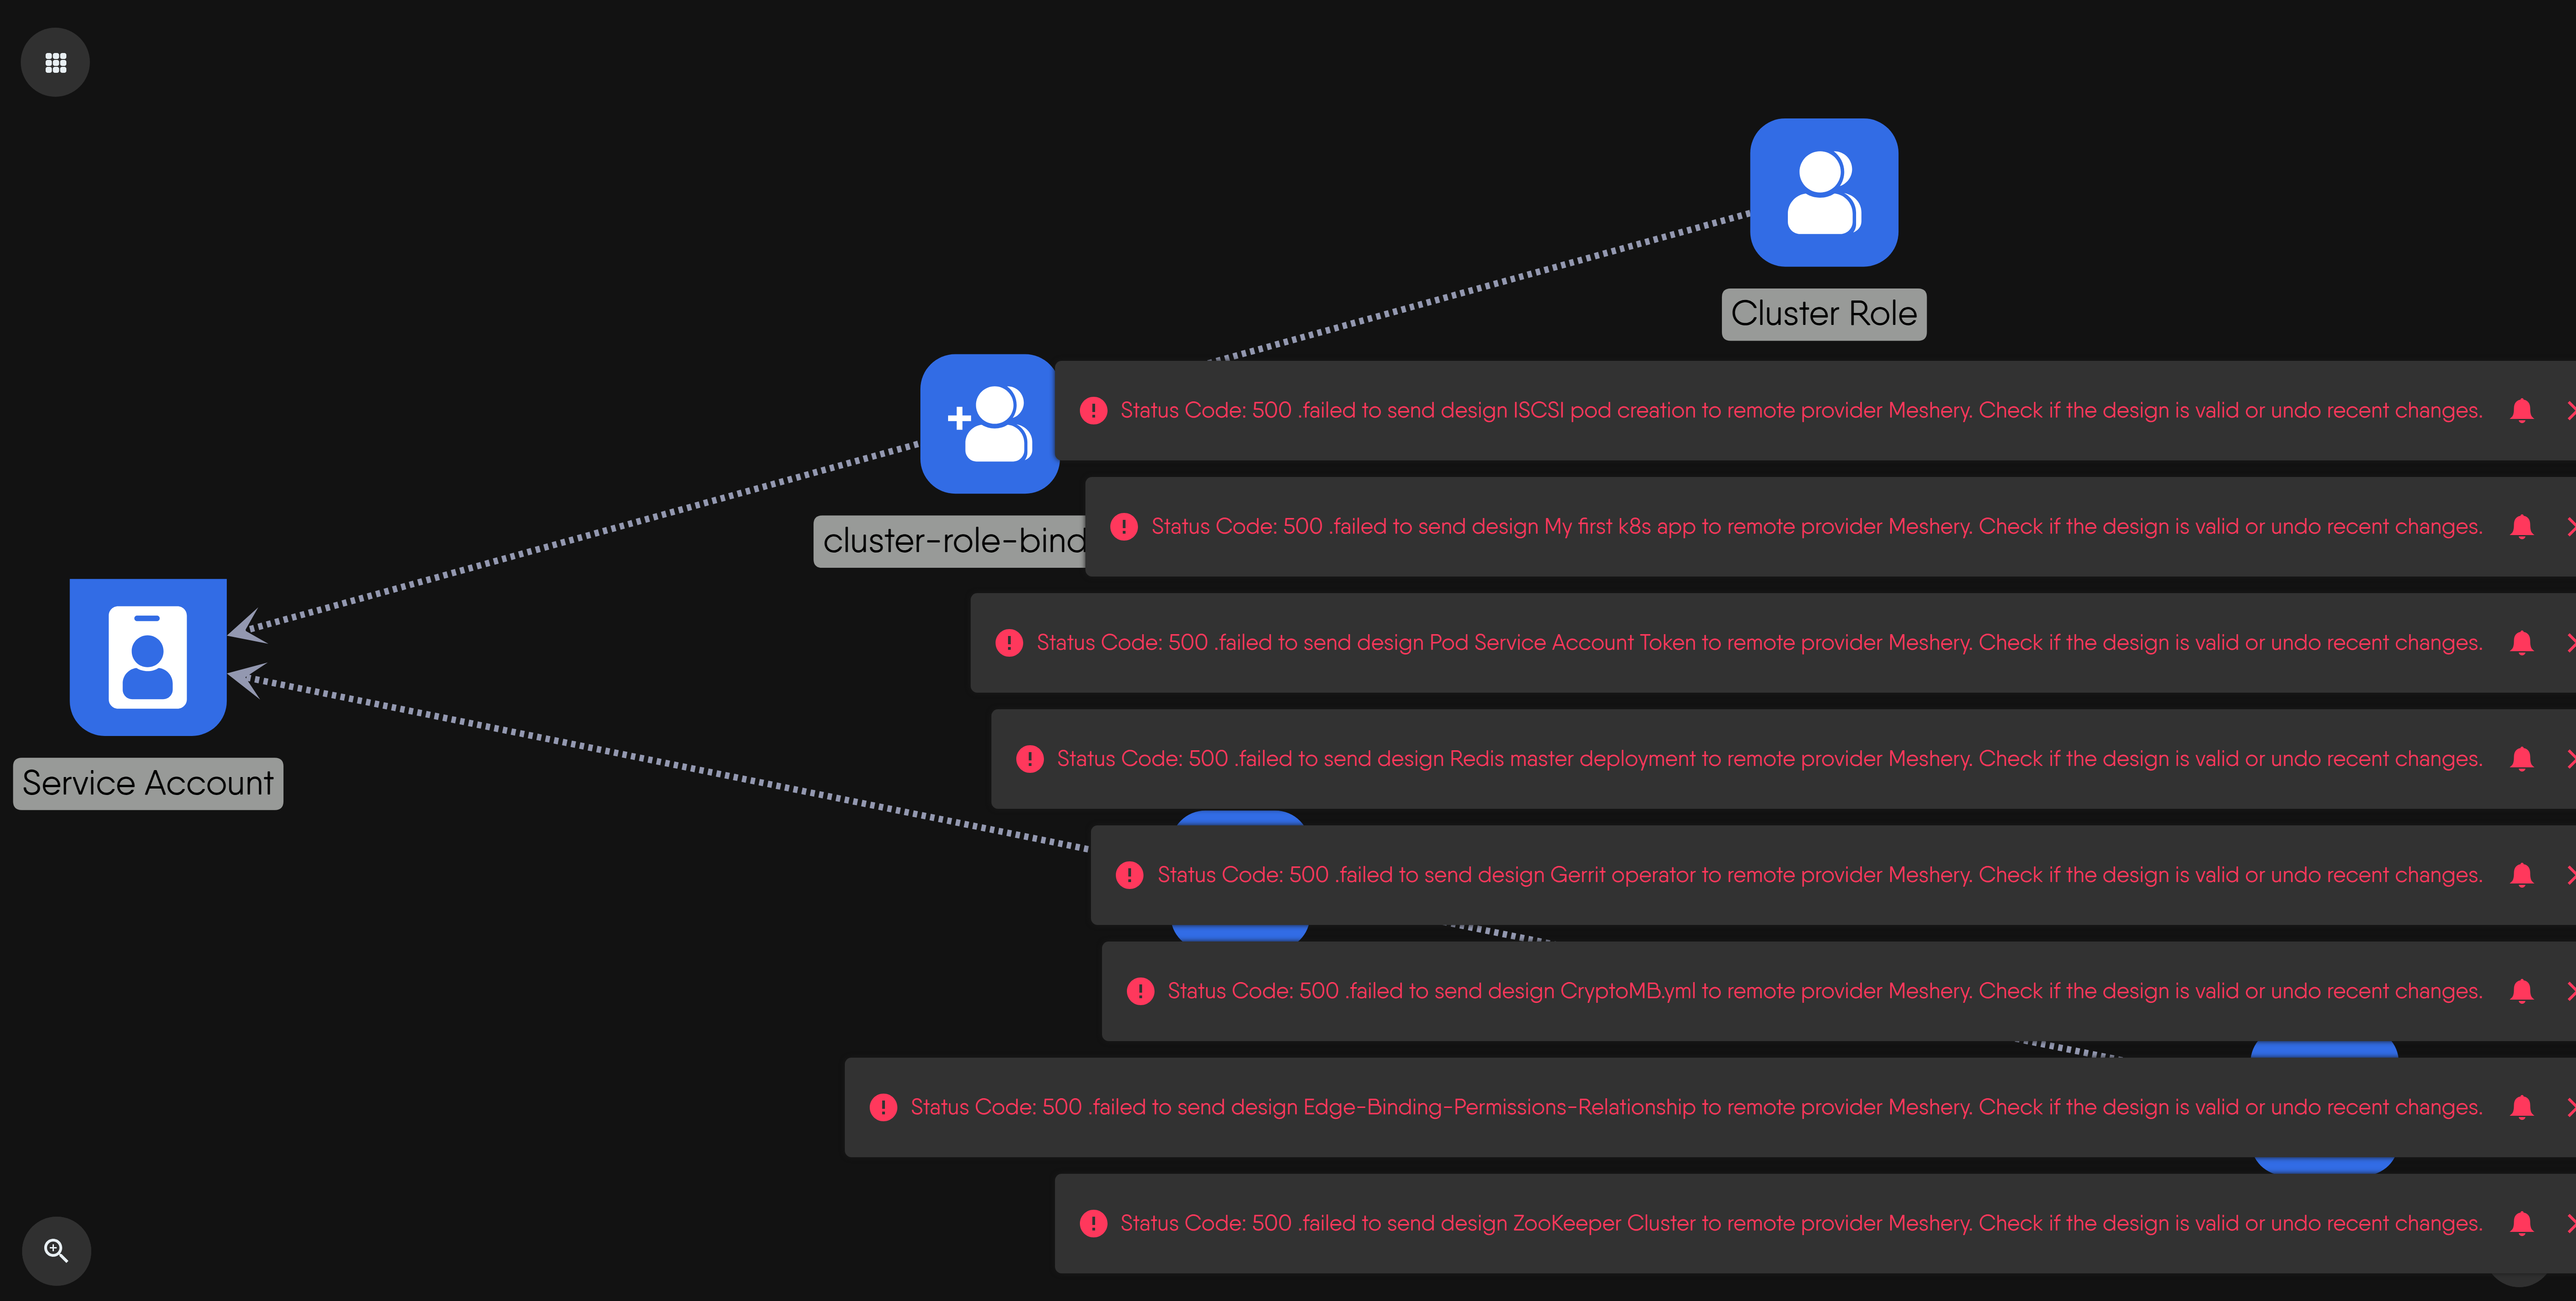 Cluster Role
Status Code: 500 .failed to send design ISCSI pod creation to remote provider Meshery. Check if the design is valid or undo recent changes.
Status Code: 500 .failed to send design My first k8s app to remote provider Meshery. Check if the design is valid or undo recent changes.
cluster-role-bind
Status Code: 500 .failed to send design Pod Service Account Token to remote provider Meshery. Check if the design is valid or undo recent changes.
Status Code: 500 .failed to send design Redis master deployment to remote provider Meshery. Check if the design is valid or undo recent changes.
Service Account
Status Code: 500 .failed to send design Gerrit operator to remote provider Meshery. Check if the design is valid or undo recent changes.
Status Code: 500 .failed to send design CryptoMB.yml to remote provider Meshery. Check if the design is valid or undo recent changes.
Status Code: 500 .failed to send design Edge-Binding-Permissions-Relationship to remote provider Meshery. Check if the design is valid or undo recent changes.
Status Code: 500 .failed to send design ZooKeeper Cluster to remote provider Meshery. Check if the design is valid or undo recent changes.